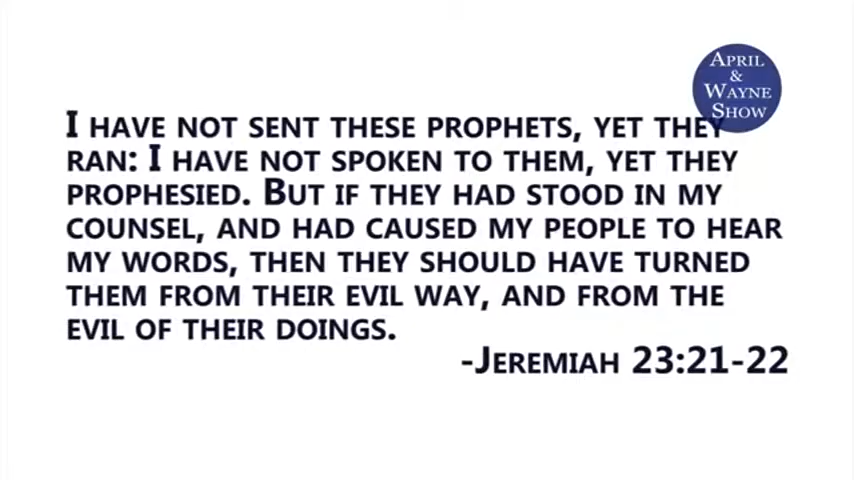 April
&
Wayne
Show
I have not sent these prophets, yet they
ran: I have not spoken to them, yet they
prophesied. But if they had stood in my
counsel, and had caused my people to hear
my words, then they should have turned
them from their evil way, and from the
evil of their doings.
-Jeremiah 23:21-22